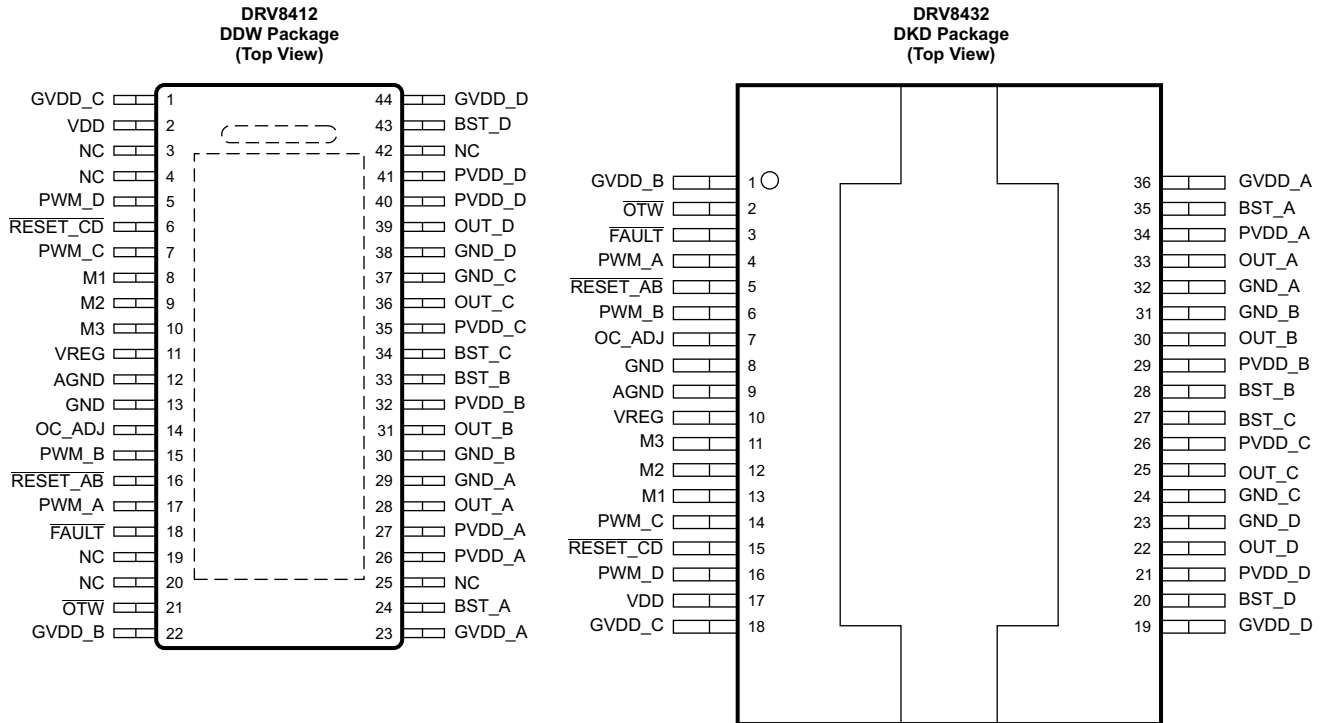 DRV8412
DDW Package
(Top View)
GVDD_C 1 44 GVDD_D
VDD 2 43 BST_D
NC 3 42 NC
NC 4 41 PVDD_D
PWM_D 5 40 PVDD_D
RESET_CD 6 39 OUT_D
PWM_C 7 38 GND_D
M1 8 37 GND_C
M2 9 36 OUT_C
M3 10 35 PVDD_C
VREG 11 34 BST_C
AGND 12 33 BST_B
GND 13 32 PVDD_B
OC_ADJ 14 31 OUT_B
PWM_B 15 30 GND_B
RESET_AB 16 29 GND_A
PWM_A 17 28 OUT_A
FAULT 18 27 PVDD_A
NC 19 26 PVDD_A
NC 20 25 NC
OTW 21 24 BST_A
GVDD_B 22 23 GVDD_A
DRV8432
DKD Package
(Top View)
GVDD_B 1 36 GVDD_A
OTW 2 35 BST_A
FAULT 3 34 PVDD_A
PWM_A 4 33 OUT_A
RESET_AB 5 32 GND_A
PWM_B 6 31 GND_B
OC_ADJ 7 30 OUT_B
GND 8 29 PVDD_B
AGND 9 28 BST_B
VREG 10 27 BST_C
M3 11 26 PVDD_C
M2 12 25 OUT_C
M1 13 24 GND_C
PWM_C 14 23 GND_D
RESET_CD 15 22 OUT_D
PWM_D 16 21 PVDD_D
VDD 17 20 BST_D
GVDD_C 18 19 GVDD_D